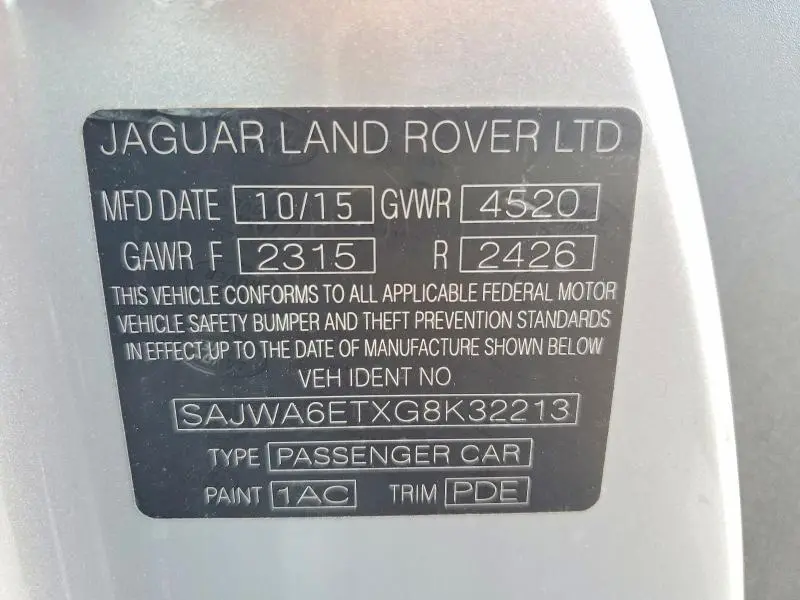 JAGUAR LAND ROVER LTD
MFD DATE 10/15 GVWR 4520
GAWR F 2315 R 2426
THIS VEHICLE CONFORMS TO ALL APPLICABLE FEDERAL MOTOR
VEHICLE SAFETY BUMPER AND THEFT PREVENTION STANDARDS
IN EFFECT UP TO THE DATE OF MANUFACTURE SHOWN BELOW
VEH IDENT NO
SAJWA6ETXG8K32213
TYPE PASSENGER CAR
PAINT 1AC TRIM PDE